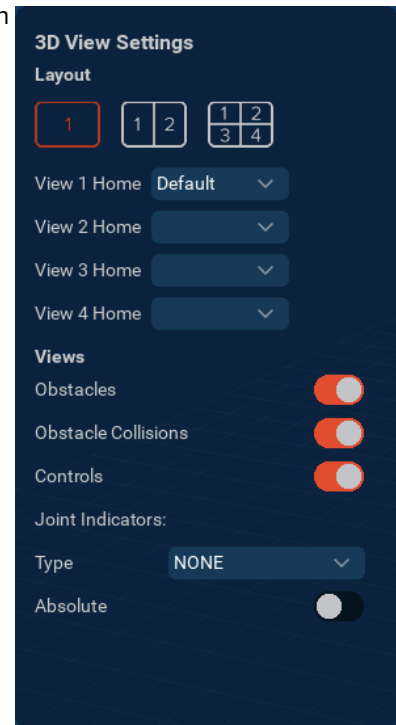 n
3D View Settings
Layout
1
1 2
1 2
3 4
View 1 Home Default
View 2 Home
View 3 Home
View 4 Home
Views
Obstacles
Obstacle Collisions
Controls
Joint Indicators:
Type NONE
Absolute